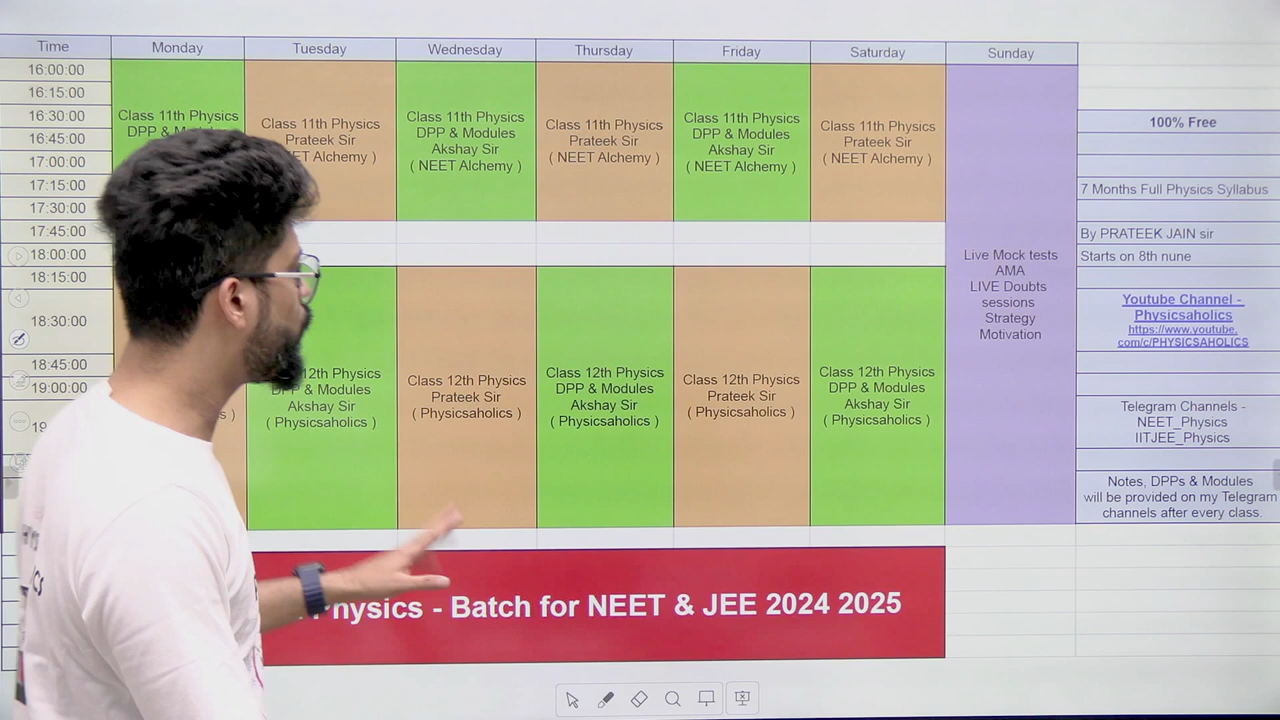 Time Monday Tuesday Wednesday Thursday Friday Saturday Sunday
16:00:00
16:15:00
16:30:00
16:45:00
17:00:00
17:15:00
17:30:00
17:45:00
18:00:00
18:15:00
18:30:00
18:45:00
19:00:00
19
Class 11th Physics
DPP & Modules
Class 11th Physics
Prateek Sir
Alchemy )
Class 11th Physics
DPP & Modules
Akshay Sir
( NEET Alchemy )
Class 11th Physics
Prateek Sir
( NEET Alchemy )
Class 11th Physics
DPP & Modules
Akshay Sir
( NEET Alchemy )
Class 11th Physics
Prateek Sir
( NEET Alchemy )
12th Physics
DPP & Modules
Akshay Sir
( Physicsaholics )
Class 12th Physics
Prateek Sir
( Physicsaholics )
Class 12th Physics
DPP & Modules
Akshay Sir
( Physicsaholics )
Class 12th Physics
Prateek Sir
( Physicsaholics )
Class 12th Physics
DPP & Modules
Akshay Sir
( Physicsaholics )
Live Mock tests
AMA
LIVE Doubts
sessions
Strategy
Motivation
100% Free
7 Months Full Physics Syllabus
By PRATEEK JAIN sir
Starts on 8th nune
Youtube Channel -
Physicsaholics
https://www.youtube.
com/c/PHYSICSAHOLICS
Telegram Channels -
NEET_Physics
IITJEE_Physics
Notes, DPPs & Modules
will be provided on my Telegram
channels after every class.
Physics - Batch for NEET & JEE 2024 2025